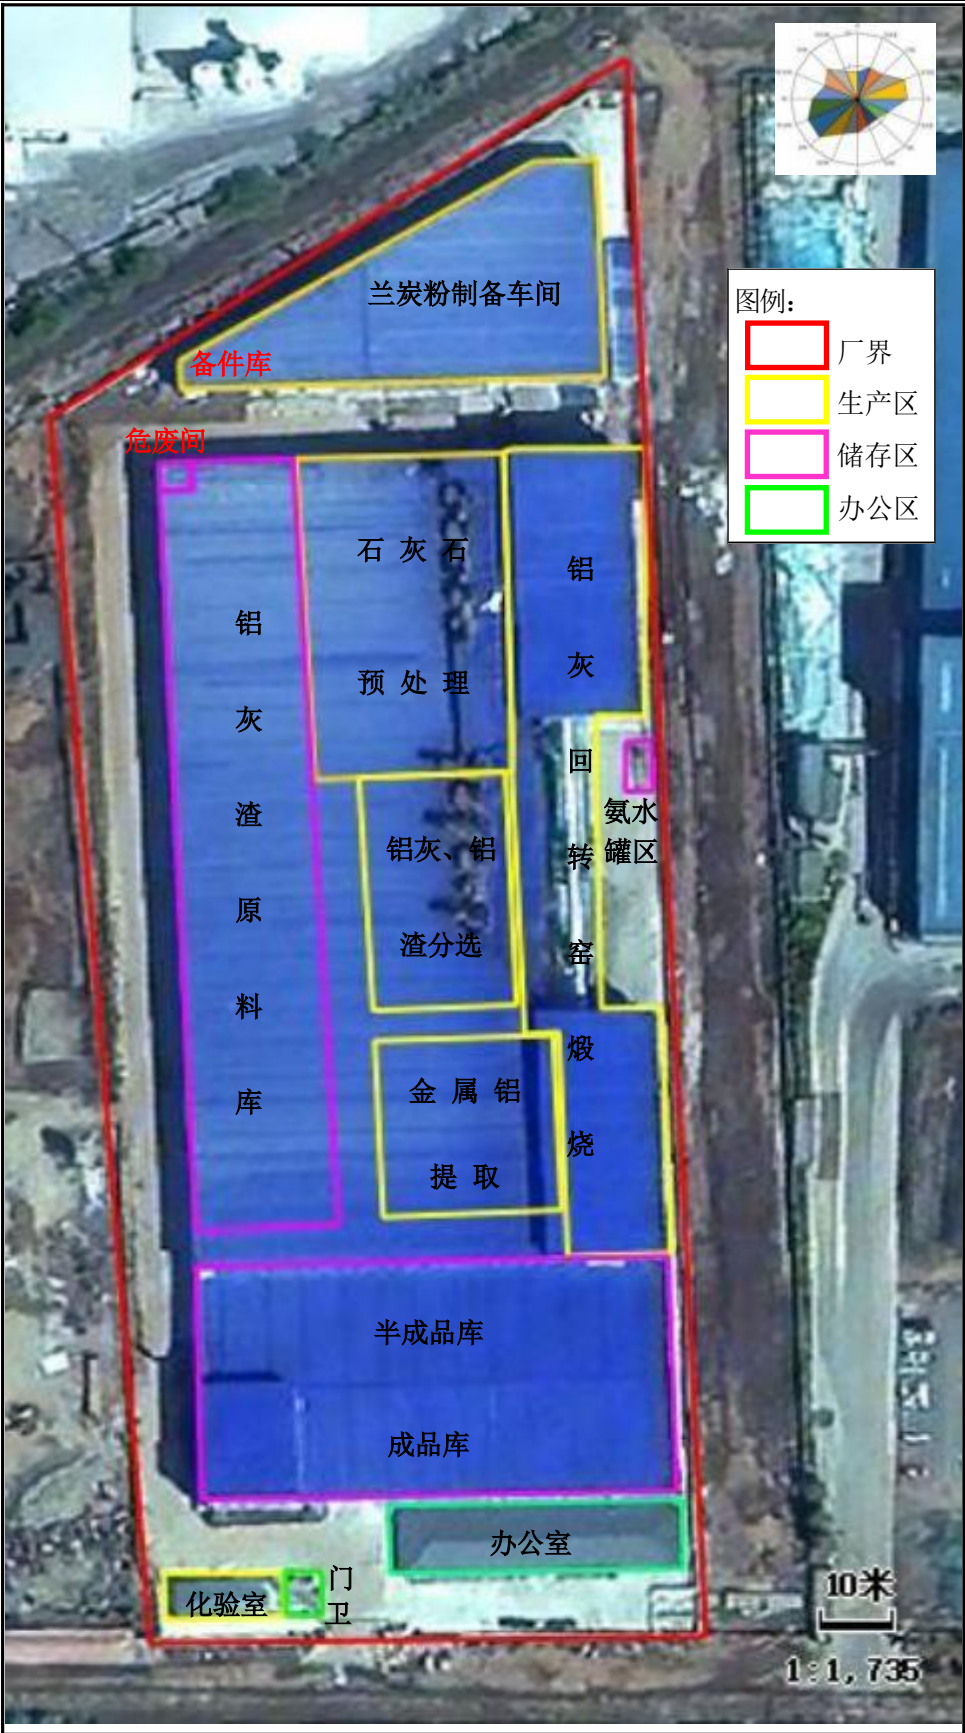 兰炭粉制备车间
图例：
厂界
生产区
储存区
办公区
备件库
危废间
石灰石
预处理
铝灰渣原料库
铝灰回转窑煅烧
氨水
罐区
铝灰、铝
渣分选
金属铝
提取
半成品库
成品库
办公室
化验室
门
卫
10米
1:1,735